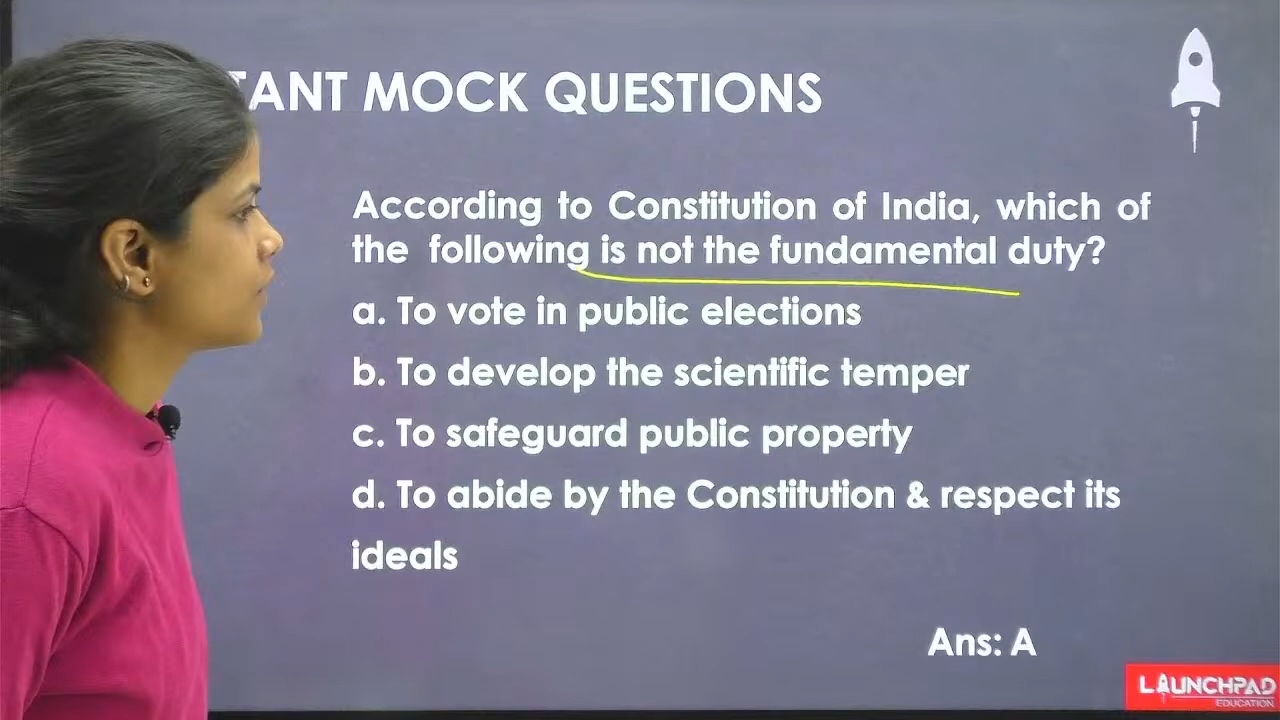 TANT MOCK QUESTIONS
According to Constitution of India, which of
the following is not the fundamental duty?
a. To vote in public elections
b. To develop the scientific temper
c. To safeguard public property
d. To abide by the Constitution & respect its
ideals
Ans: A
LAUNCHPAD
EDUCATION